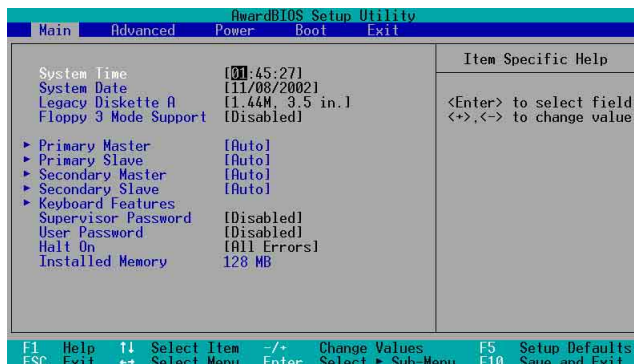 AwardBIOS Setup Utility
Main Advanced Power Boot Exit
Item Specific Help
System Time [01:45:27]
System Date [11/08/2002]
Legacy Diskette A [1.44M, 3.5 in.]
Floppy 3 Mode Support [Disabled]
<Enter> to select field
<+>,<-> to change value
▶ Primary Master [Auto]
▶ Primary Slave [Auto]
▶ Secondary Master [Auto]
▶ Secondary Slave [Auto]
▶ Keyboard Features
Supervisor Password [Disabled]
User Password [Disabled]
Halt On [All Errors]
Installed Memory 128 MB
F1 Help ↑↓ Select Item -/+ Change Values F5 Setup Defaults
ESC Exit ←→ Select Menu Enter Select ▶ Sub-Menu F10 Save and Exit